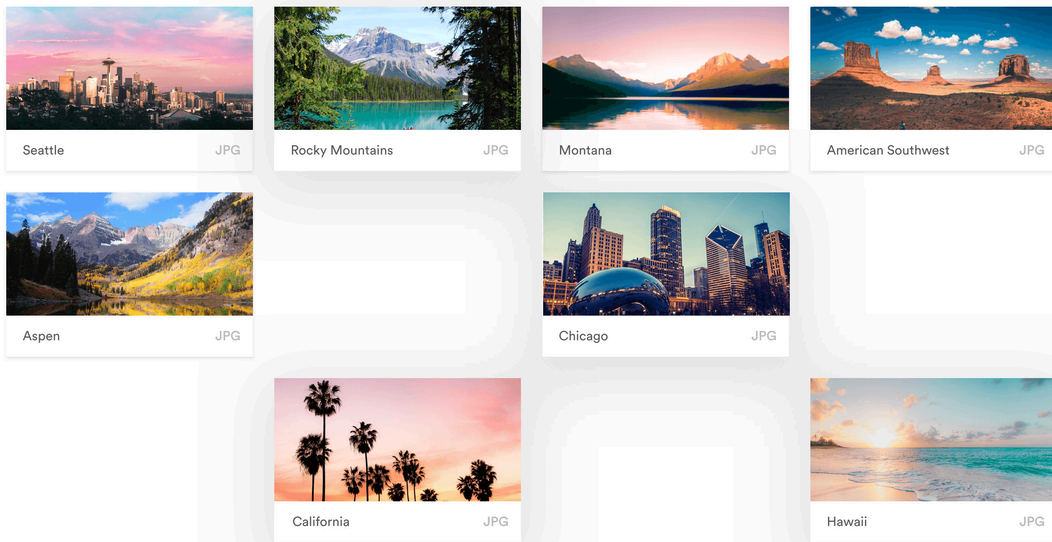 Seattle JPG
Rocky Mountains JPG
Montana JPG
American Southwest JPG
Aspen JPG
Chicago JPG
California JPG
Hawaii JPG